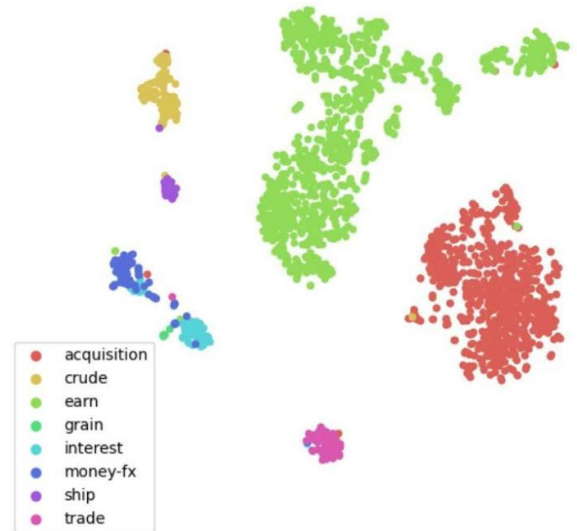 acquisition
crude
earn
grain
interest
money-fx
ship
trade